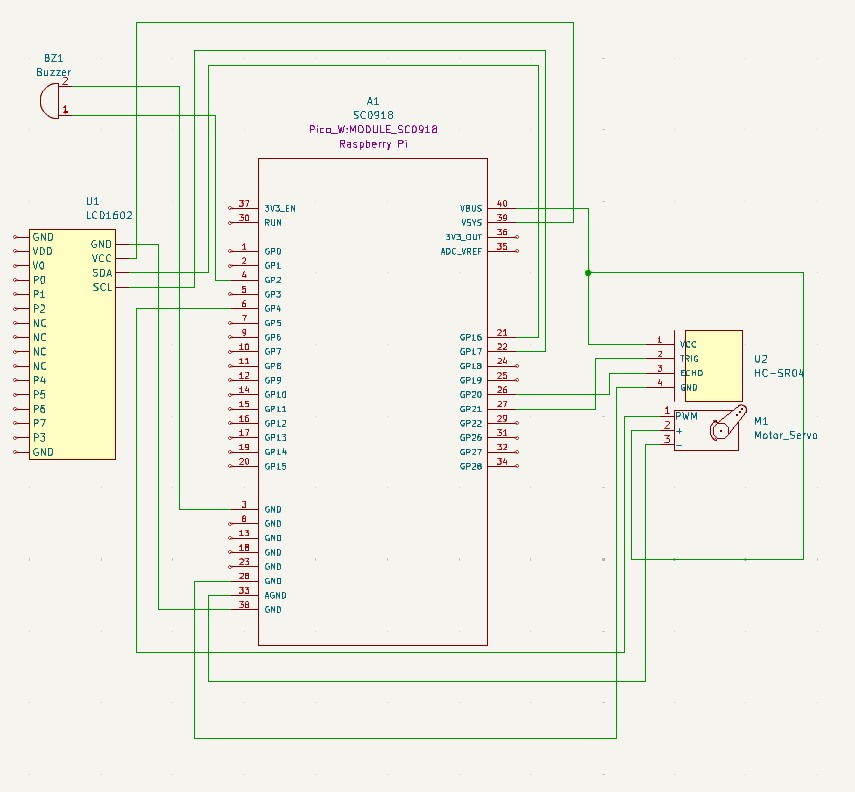 BZ1
Buzzer
2
1
A1
SC0918
Pico_W:MODULE_SC0918
Raspberry Pi
U1
LCD1602
GND
VDD
V0
P0
P1
P2
NC
NC
NC
NC
P4
P5
P6
P7
P3
GND
GND
VCC
SDA
SCL
37 3V3_EN
30 RUN
1 GP0
2 GP1
4 GP2
5 GP3
6 GP4
7 GP5
9 GP6
10 GP7
11 GP8
12 GP9
14 GP10
15 GP11
16 GP12
17 GP13
19 GP14
20 GP15
3 GND
8 GND
13 GND
18 GND
23 GND
28 GND
33 AGND
38 GND
VBUS 40
VSYS 39
3V3_OUT 36
ADC_VREF 35
GP16 21
GP17 22
GP18 24
GP19 25
GP20 26
GP21 27
GP22 29
GP26 31
GP27 32
GP28 34
1 VCC
2 TRIG
3 ECHO
4 GND
U2
HC-SR04
1 PWM
2 +
3 -
M1
Motor_Servo